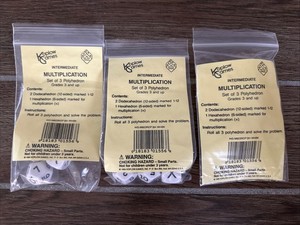 Koplow Games
INTERMEDIATE
MULTIPLICATION
Set of 3 Polyhedron
Grades 3 and up
Contents:
2 Dodecahedron (12-sided) marked 1-12
1 Hexahedron (6-sided) marked for
multiplication (x)
Instructions:
Roll all 3 polyhedron and solve the problem.
WARNING:
CHOKING HAZARD - Small Parts.
Not for children under 3 years.
Koplow Games
INTERMEDIATE
MULTIPLICATION
Set of 3 Polyhedron
Grades 3 and up
Contents:
2 Dodecahedron (12-sided) marked 1-12
1 Hexahedron (6-sided) marked for
multiplication (x)
Instructions:
Roll all 3 polyhedron and solve the problem.
WARNING:
CHOKING HAZARD - Small Parts.
Not for children under 3 years.
Koplow Games
INTERMEDIATE
MULTIPLICATION
Set of 3 Polyhedron
Grades 3 and up
Contents:
2 Dodecahedron (12-sided) marked 1-12
1 Hexahedron (6-sided) marked for
multiplication (x)
Instructions:
Roll all 3 polyhedron and solve the problem.
WARNING:
CHOKING HAZARD - Small Parts.
Not for children under 3 years.